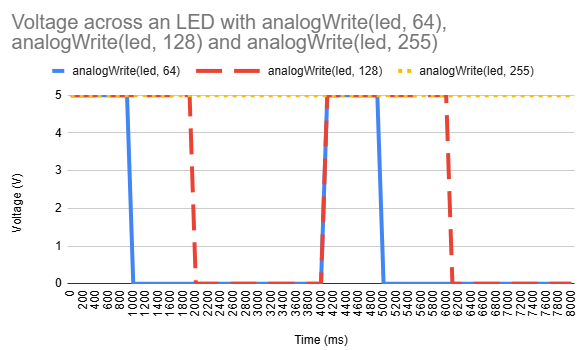 Voltage across an LED with analogWrite(led, 64),
analogWrite(led, 128) and analogWrite(led, 255)
analogWrite(led, 64) analogWrite(led, 128) analogWrite(led, 255)
5
4
3
2
1
0
Voltage (V)
0 200 400 600 800 1000 1200 1400 1600 1800 2000 2200 2400 2600 2800 3000 3200 3400 3600 3800 4000 4200 4400 4600 4800 5000 5200 5400 5600 5800 6000 6200 6400 6600 6800 7000 7200 7400 7600 7800 8000
Time (ms)